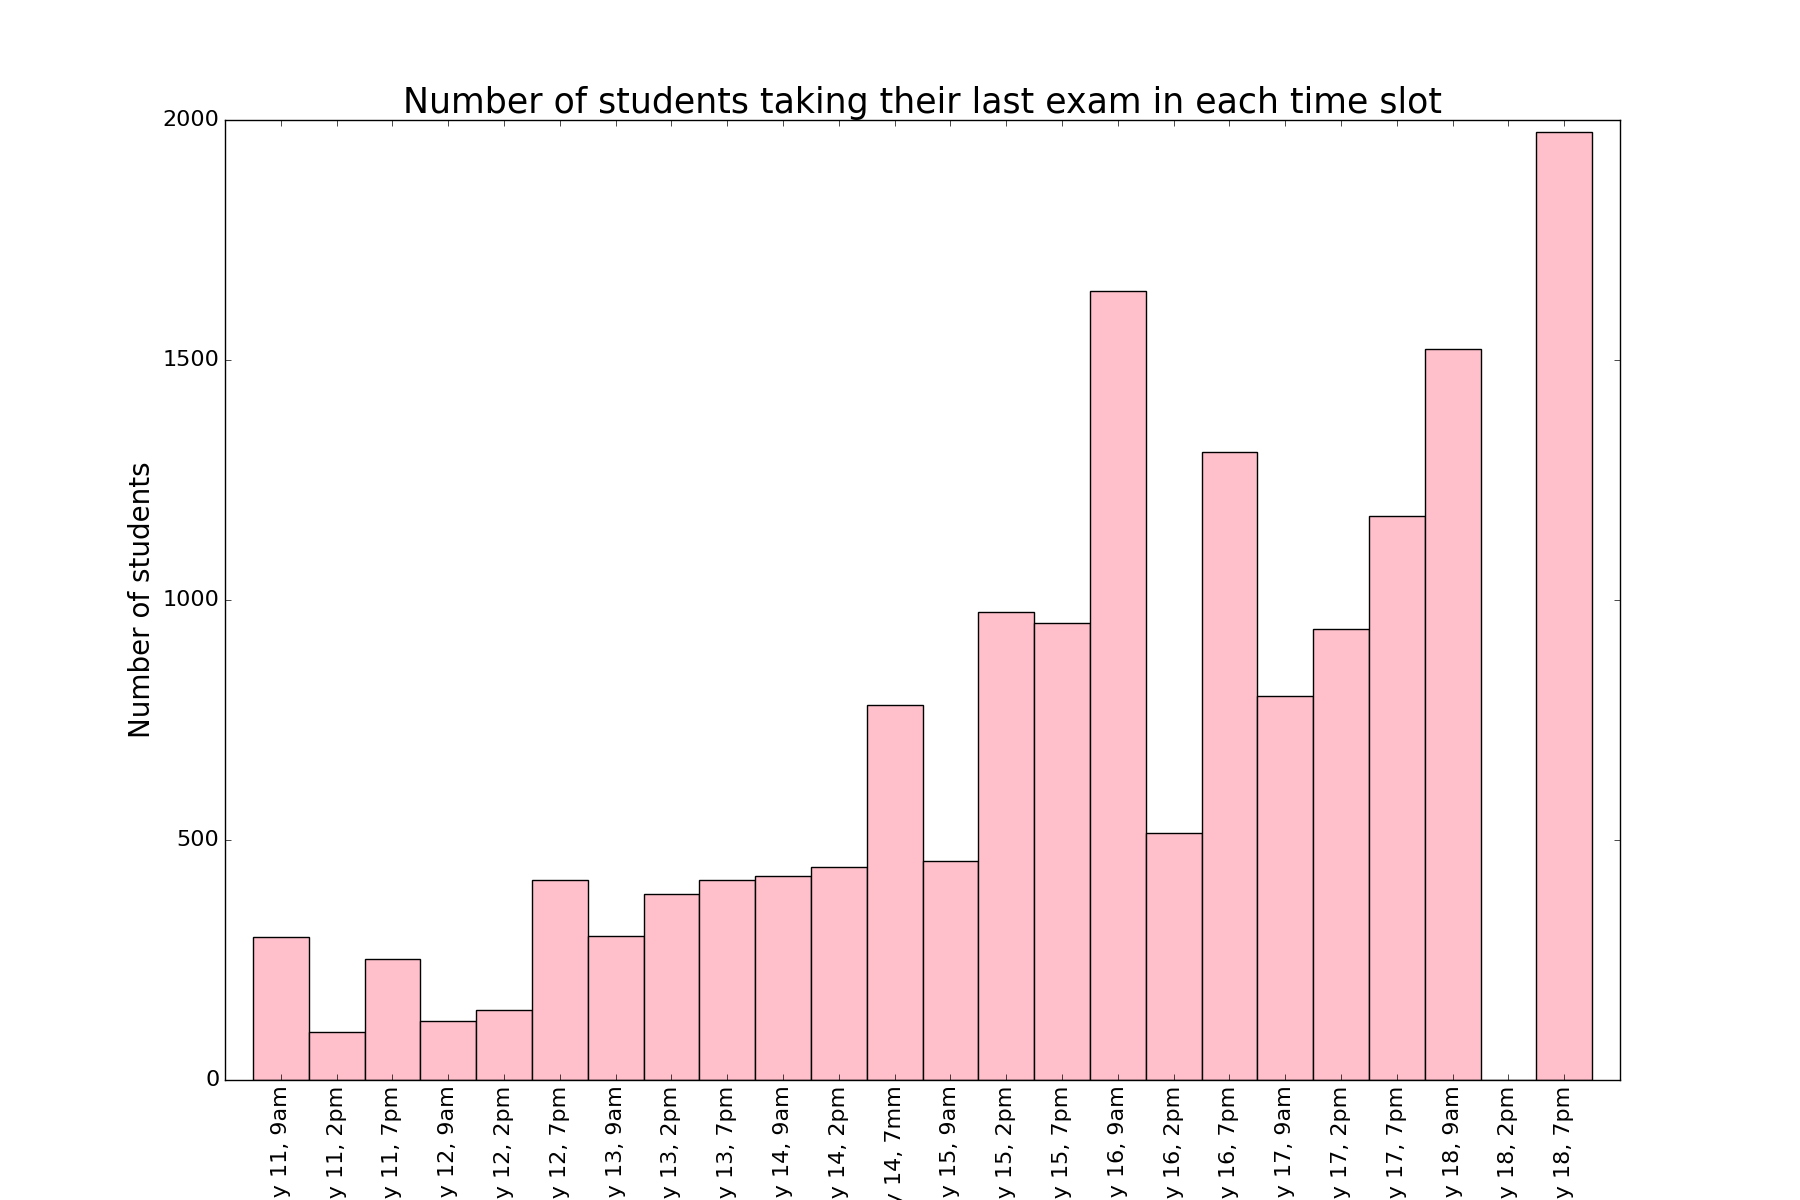 Number of students taking their last exam in each time slot
Number of students
2000
1500
1000
500
0
y 11, 9am
y 11, 2pm
y 11, 7pm
y 12, 9am
y 12, 2pm
y 12, 7pm
y 13, 9am
y 13, 2pm
y 13, 7pm
y 14, 9am
y 14, 2pm
y 14, 7mm
y 15, 9am
y 15, 2pm
y 15, 7pm
y 16, 9am
y 16, 2pm
y 16, 7pm
y 17, 9am
y 17, 2pm
y 17, 7pm
y 18, 9am
y 18, 2pm
y 18, 7pm